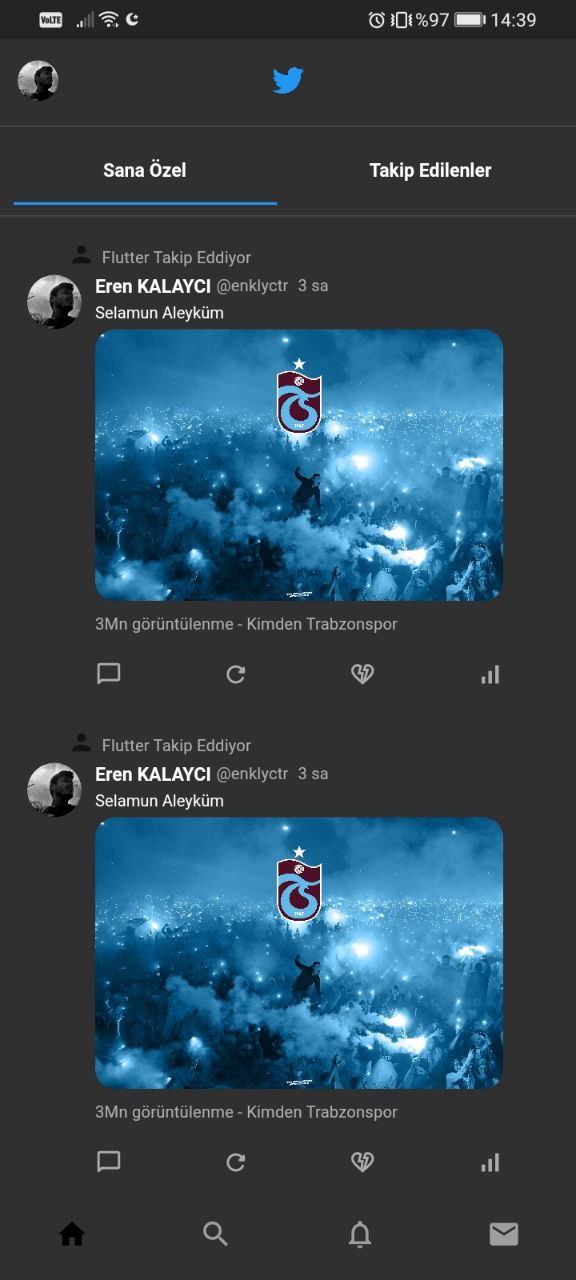 VoLTE %97 14:39
Sana Özel Takip Edilenler
Flutter Takip Eddiyor
Eren KALAYCI @enklyctr 3 sa
Selamun Aleyküm
3Mn görüntülenme - Kimden Trabzonspor
Flutter Takip Eddiyor
Eren KALAYCI @enklyctr 3 sa
Selamun Aleyküm
3Mn görüntülenme - Kimden Trabzonspor